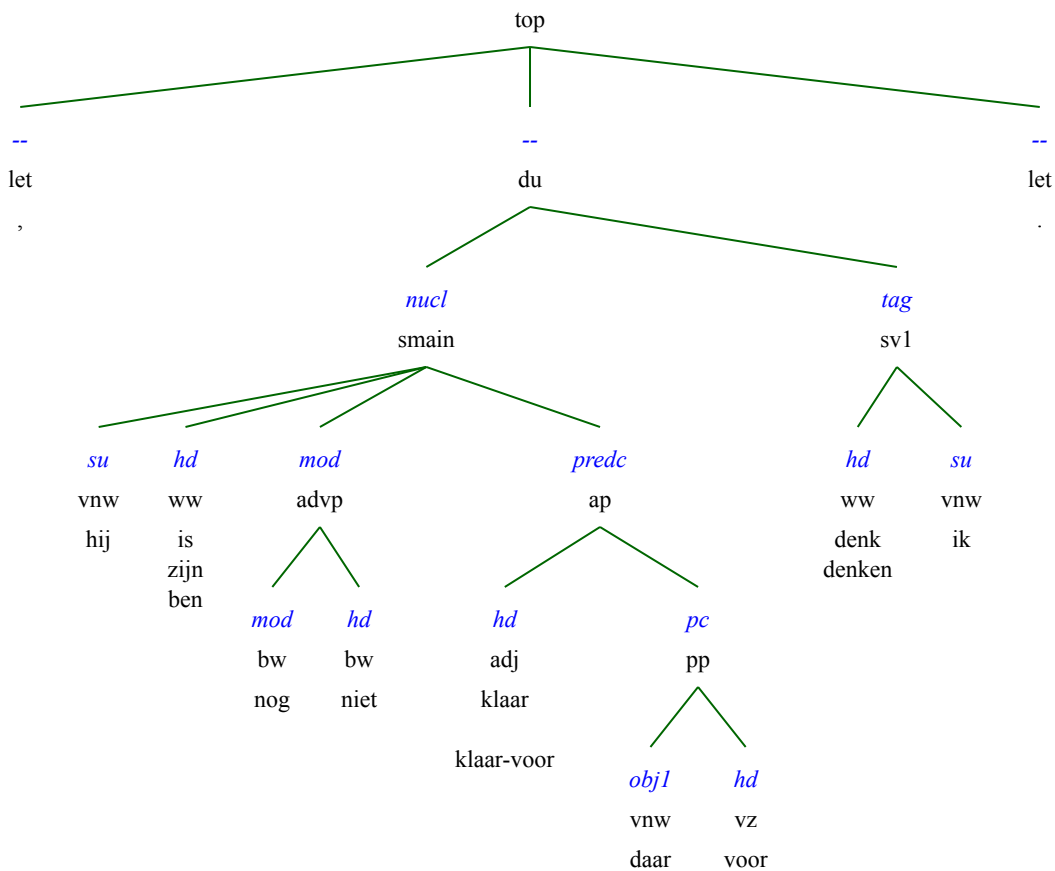 top
-- -- --
let du let
, .
nucl tag
smain sv1
su hd mod predc hd su
vnw ww advp ap ww vnw
hij is denk ik
zijn denken
ben
mod hd hd pc
bw bw adj pp
nog niet klaar
klaar-voor
obj1 hd
vnw vz
daar voor